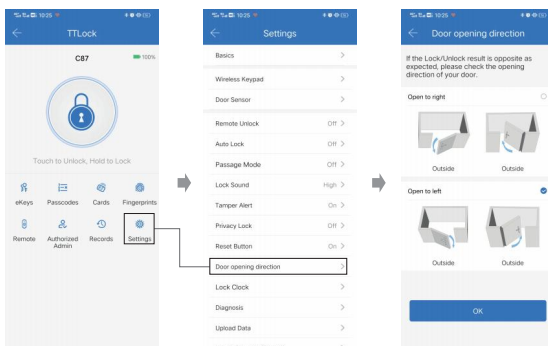 10:25
TTLock
C87
100%
Touch to Unlock, Hold to Lock
eKeys Passcodes Cards Fingerprints
Remote Authorized Records Settings
Admin
10:25
Settings
Basics
Wireless Keypad
Door Sensor
Remote Unlock Off
Auto Lock Off
Passage Mode Off
Lock Sound High
Tamper Alert On
Privacy Lock Off
Reset Button On
Door opening direction
Lock Clock
Diagnosis
Upload Data
10:25
Door opening direction
If the Lock/Unlock result is opposite as
expected, please check the opening
direction of your door.
Open to right
Outside Outside
Open to left
Outside Outside
OK